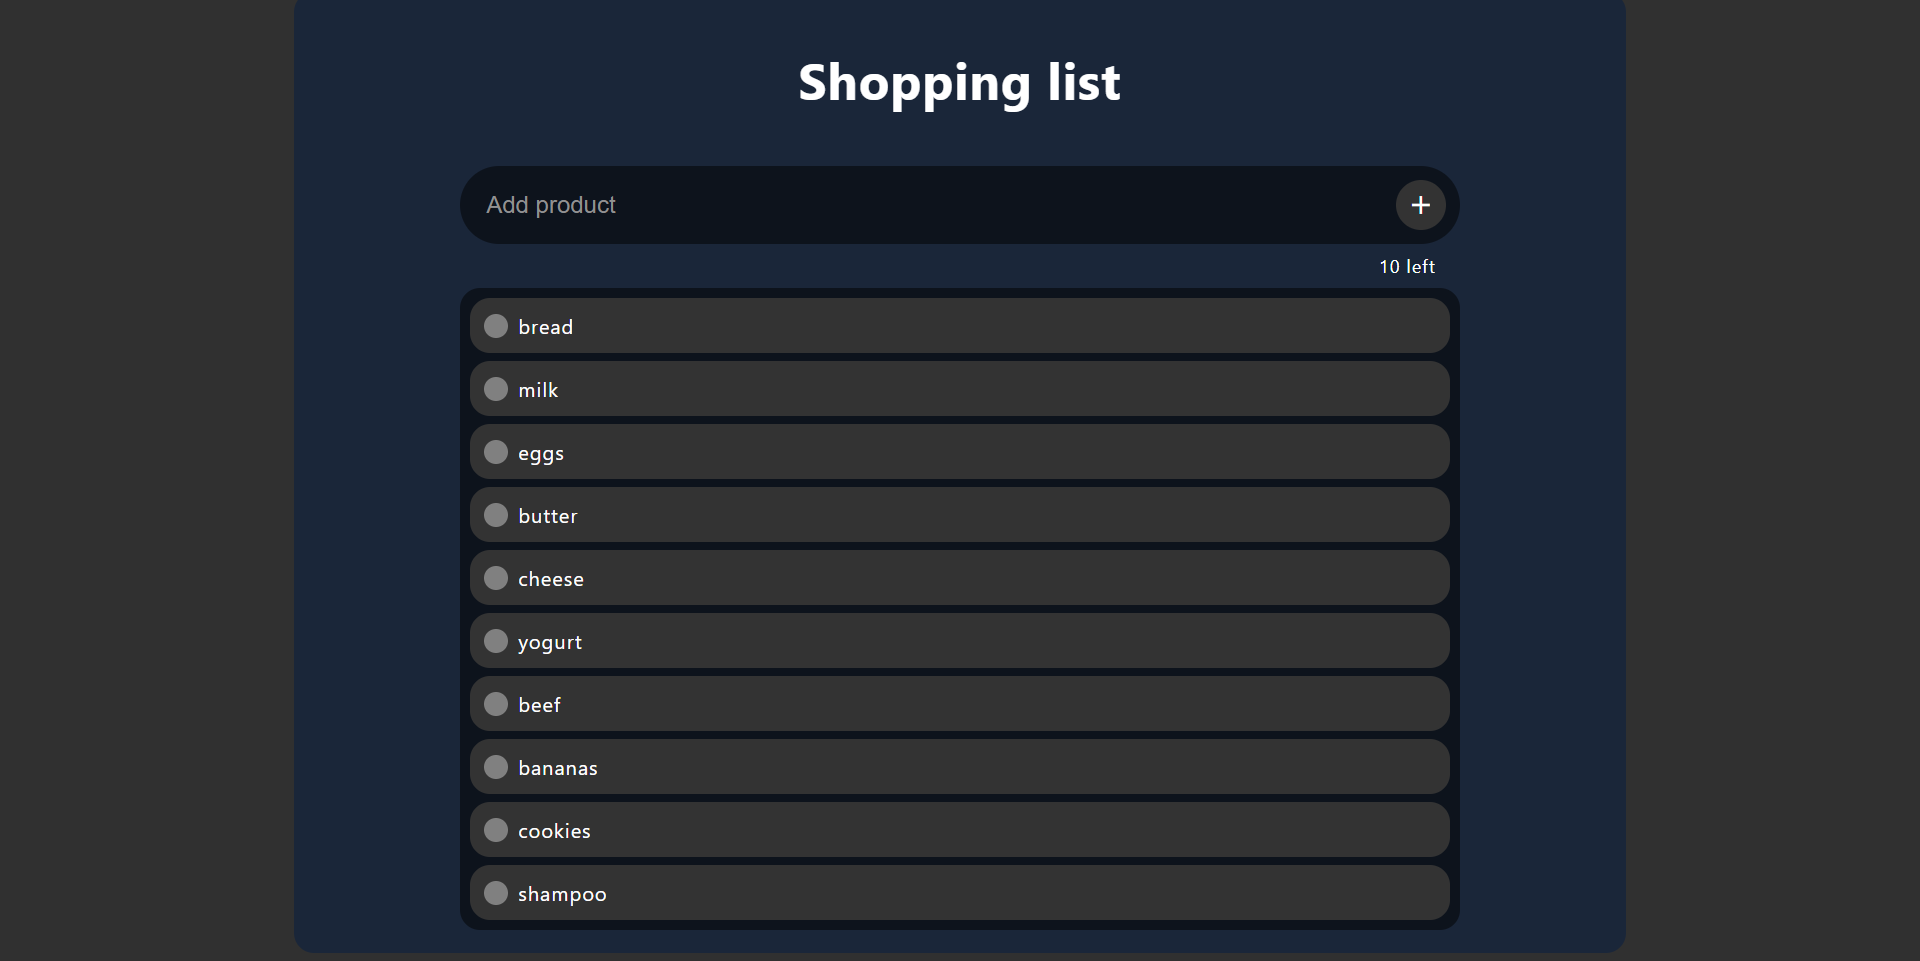 Shopping list
Add product
+
10 left
bread
milk
eggs
butter
cheese
yogurt
beef
bananas
cookies
shampoo